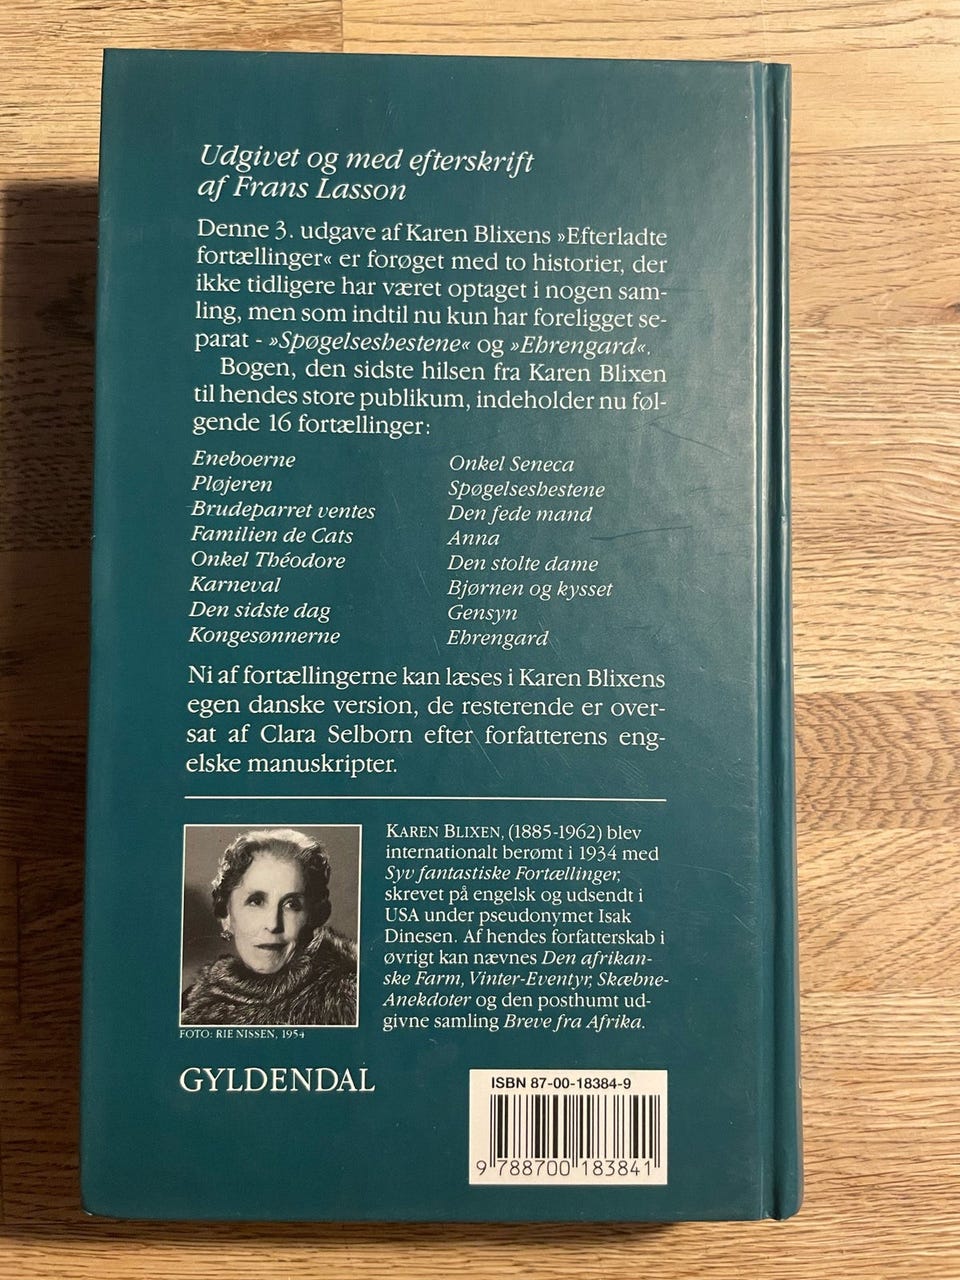 Udgivet og med efterskrift
af Frans Lasson
Denne 3. udgave af Karen Blixens »Efterladte
fortællinger« er forøget med to historier, der
ikke tidligere har været optaget i nogen sam-
ling, men som indtil nu kun har foreligget se-
parat - »Spøgelseshestene« og »Ehrengard«.
Bogen, den sidste hilsen fra Karen Blixen
til hendes store publikum, indeholder nu føl-
gende 16 fortællinger:
Eneboerne
Pløjeren
Brudeparret ventes
Familien de Cats
Onkel Théodore
Karneval
Den sidste dag
Kongesønnerne
Onkel Seneca
Spøgelseshestene
Den fede mand
Anna
Den stolte dame
Bjørnen og kysset
Gensyn
Ehrengard
Ni af fortællingerne kan læses i Karen Blixens
egen danske version, de resterende er over-
sat af Clara Selborn efter forfatterens eng-
elske manuskripter.
KAREN BLIXEN, (1885-1962) blev
internationalt berømt i 1934 med
Syv fantastiske Fortællinger,
skrevet på engelsk og udsendt i
USA under pseudonymet Isak
Dinesen. Af hendes forfatterskab i
øvrigt kan nævnes Den afrikan-
ske Farm, Vinter-Eventyr, Skæbne-
Anekdoter og den posthumt ud-
givne samling Breve fra Afrika.
FOTO: RIE NISSEN, 1954
GYLDENDAL
ISBN 87-00-18384-9
9 788700 183841